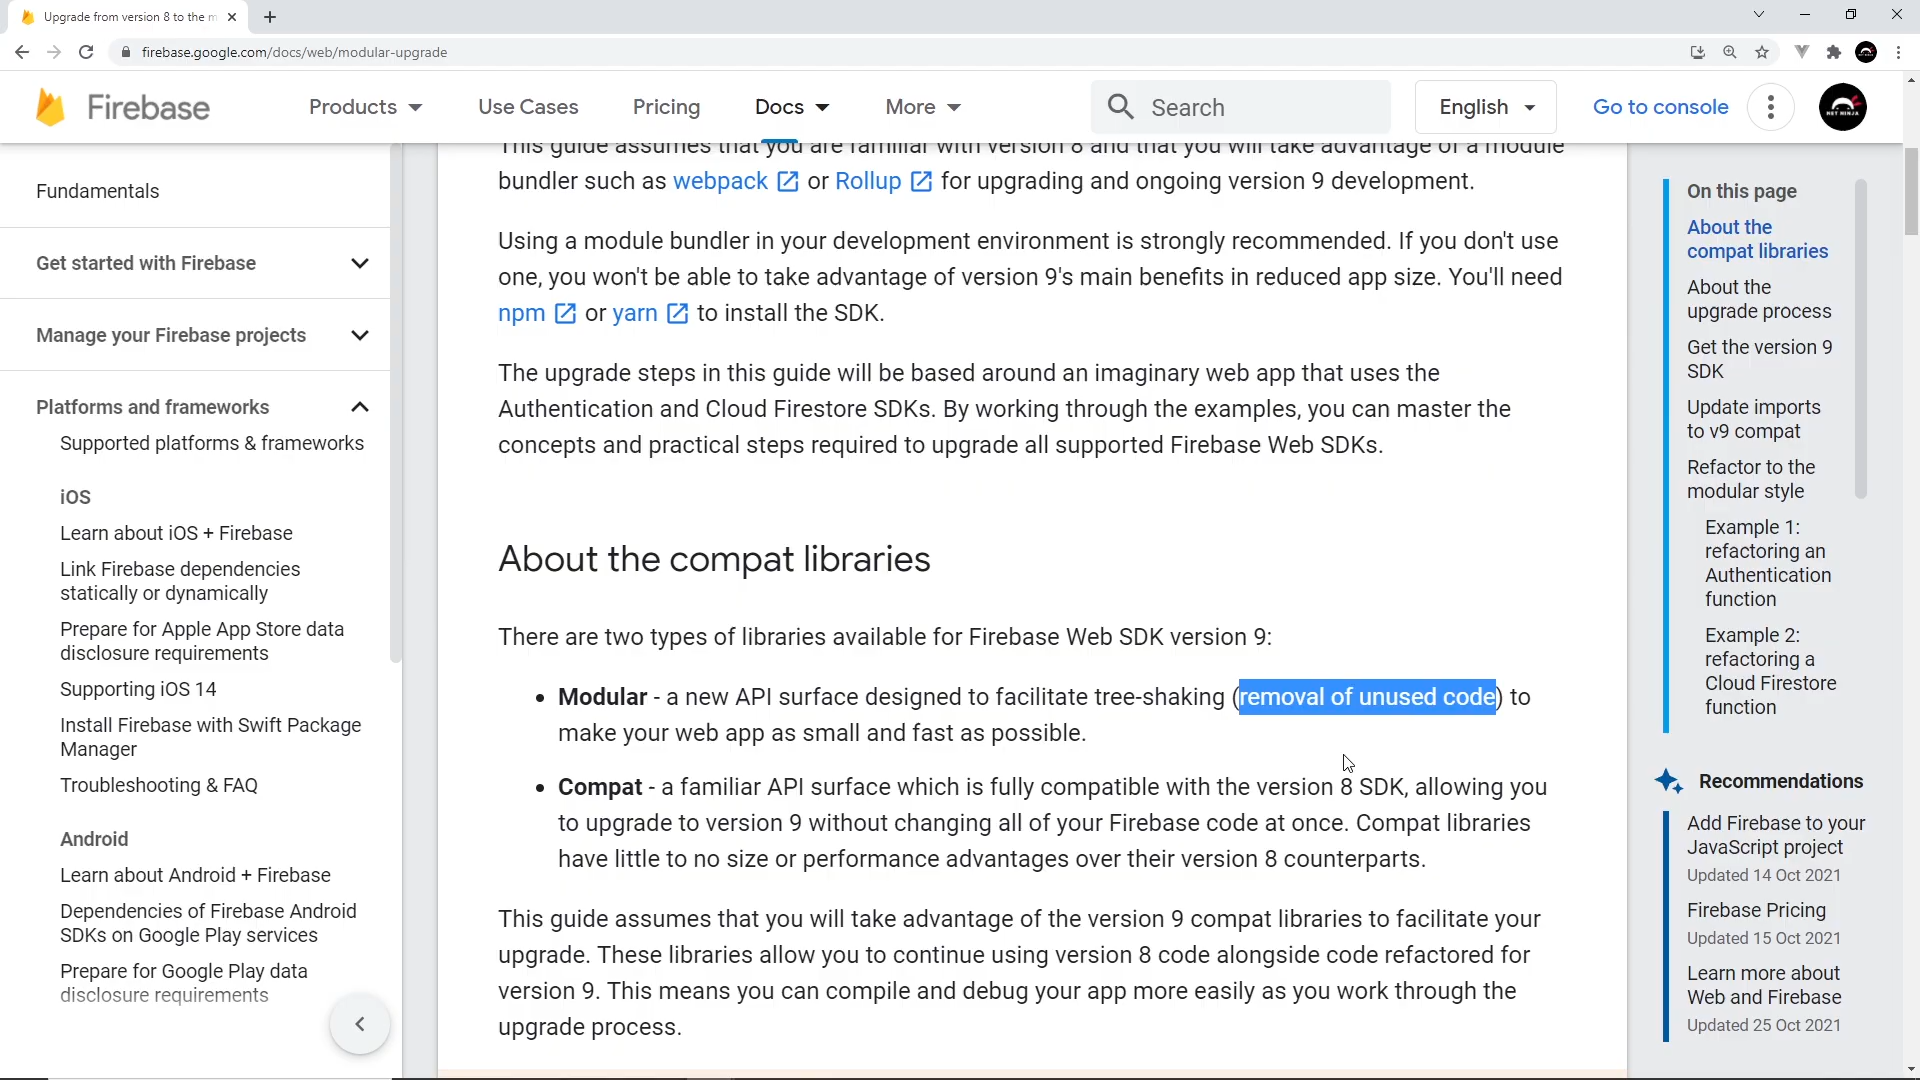 Upgrade from version 8 to the m
firebase.google.com/docs/web/modular-upgrade
Firebase
Products
Use Cases
Pricing
Docs
More
Search
English
Go to console
NET NINJA
Fundamentals
Get started with Firebase
Manage your Firebase projects
Platforms and frameworks
Supported platforms & frameworks
iOS
Learn about iOS + Firebase
Link Firebase dependencies
statically or dynamically
Prepare for Apple App Store data
disclosure requirements
Supporting iOS 14
Install Firebase with Swift Package
Manager
Troubleshooting & FAQ
Android
Learn about Android + Firebase
Dependencies of Firebase Android
SDKs on Google Play services
Prepare for Google Play data
disclosure requirements
This guide assumes that you are familiar with version 8 and that you will take advantage of a module
bundler such as webpack or Rollup for upgrading and ongoing version 9 development.
Using a module bundler in your development environment is strongly recommended. If you don't use
one, you won't be able to take advantage of version 9's main benefits in reduced app size. You'll need
npm or yarn to install the SDK.
The upgrade steps in this guide will be based around an imaginary web app that uses the
Authentication and Cloud Firestore SDKs. By working through the examples, you can master the
concepts and practical steps required to upgrade all supported Firebase Web SDKs.
About the compat libraries
There are two types of libraries available for Firebase Web SDK version 9:
• Modular - a new API surface designed to facilitate tree-shaking (removal of unused code) to
make your web app as small and fast as possible.
• Compat - a familiar API surface which is fully compatible with the version 8 SDK, allowing you
to upgrade to version 9 without changing all of your Firebase code at once. Compat libraries
have little to no size or performance advantages over their version 8 counterparts.
This guide assumes that you will take advantage of the version 9 compat libraries to facilitate your
upgrade. These libraries allow you to continue using version 8 code alongside code refactored for
version 9. This means you can compile and debug your app more easily as you work through the
upgrade process.
On this page
About the
compat libraries
About the
upgrade process
Get the version 9
SDK
Update imports
to v9 compat
Refactor to the
modular style
Example 1:
refactoring an
Authentication
function
Example 2:
refactoring a
Cloud Firestore
function
Recommendations
Add Firebase to your
JavaScript project
Updated 14 Oct 2021
Firebase Pricing
Updated 15 Oct 2021
Learn more about
Web and Firebase
Updated 25 Oct 2021